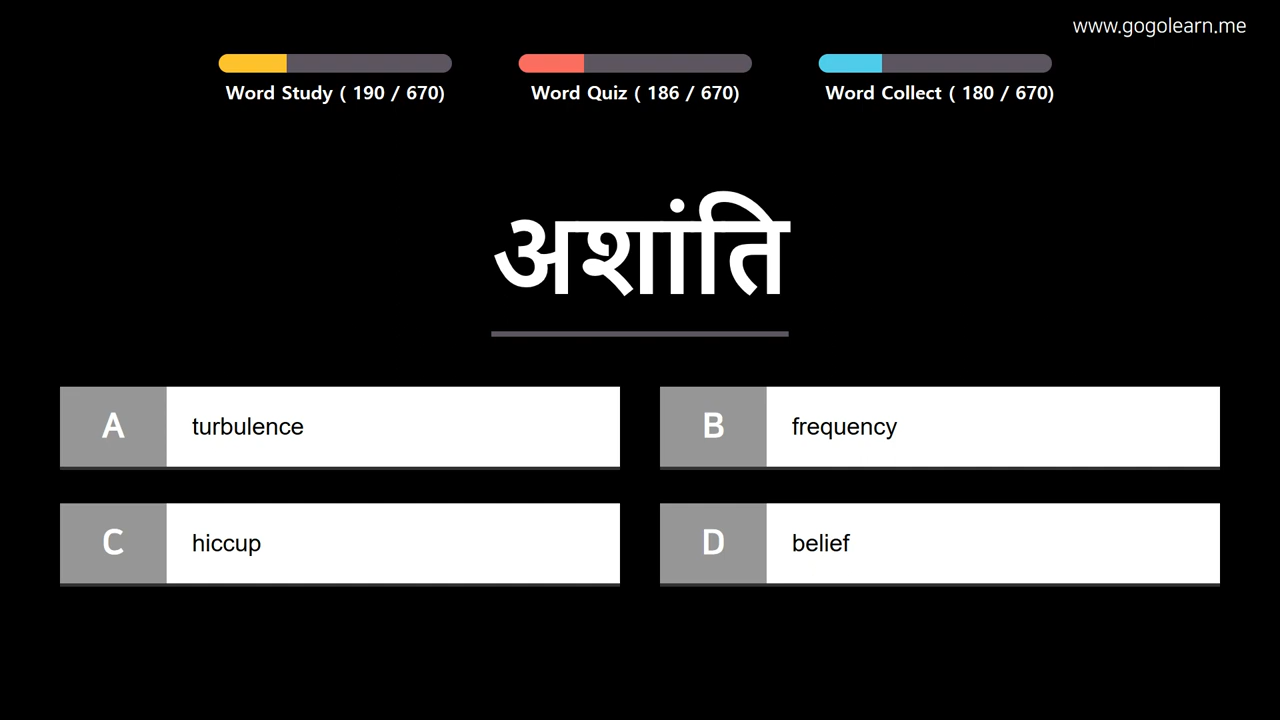 www.gogolearn.me
Word Study ( 190 / 670)
Word Quiz ( 186 / 670)
Word Collect ( 180 / 670)
अशांति
A turbulence
B frequency
C hiccup
D belief